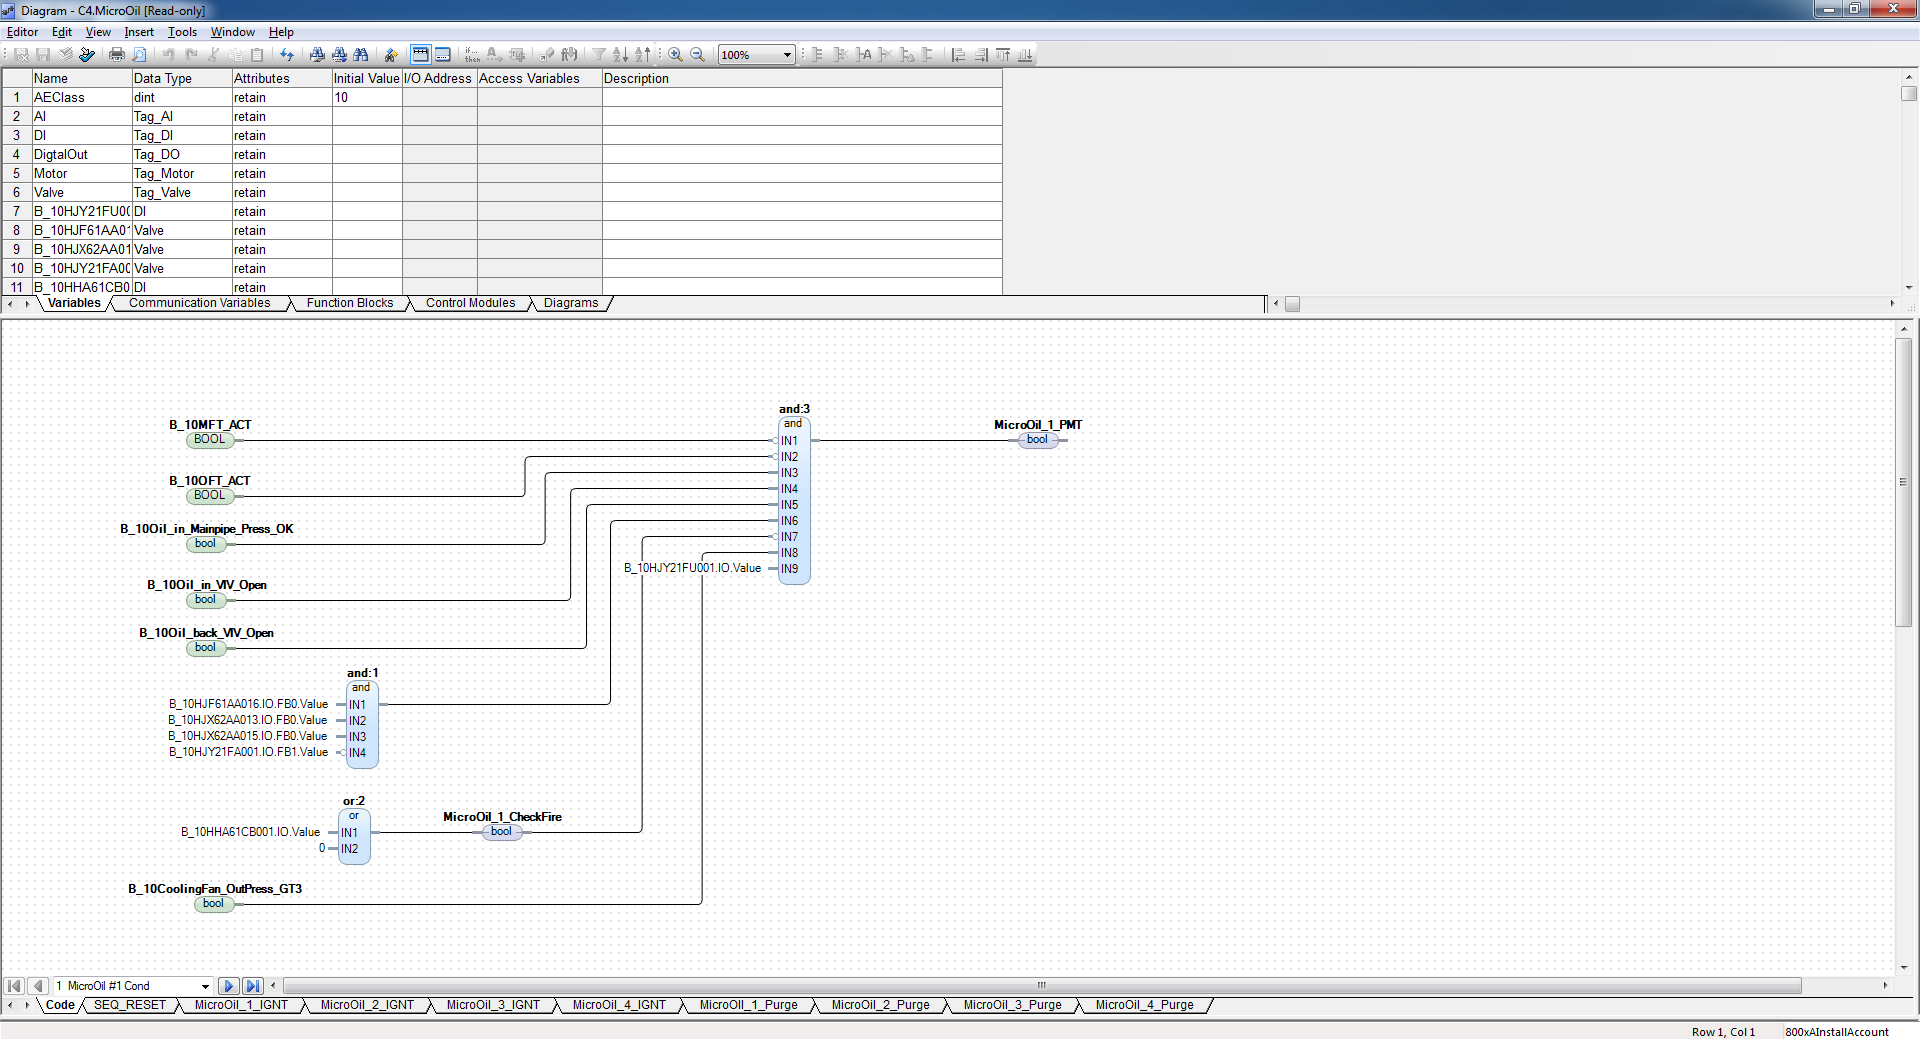 Diagram - C4.MicroOil [Read-only]
Editor Edit View Insert Tools Window Help
100%
Name Data Type Attributes Initial Value I/O Address Access Variables Description
1 AEClass dint retain 10
2 AI Tag_AI retain
3 DI Tag_DI retain
4 DigtalOut Tag_DO retain
5 Motor Tag_Motor retain
6 Valve Tag_Valve retain
7 B_10HJY21FU00 DI retain
8 B_10HJF61AA01 Valve retain
9 B_10HJX62AA01 Valve retain
10 B_10HJY21FA00 Valve retain
11 B_10HHA61CB0 DI retain
Variables Communication Variables Function Blocks Control Modules Diagrams
and:3
and
IN1
IN2
IN3
IN4
IN5
IN6
IN7
IN8
IN9
B_10MFT_ACT
BOOL
MicroOil_1_PMT
bool
B_10OFT_ACT
BOOL
B_10Oil_in_Mainpipe_Press_OK
bool
B_10HJY21FU001.IO.Value
B_10Oil_in_VIV_Open
bool
B_10Oil_back_VIV_Open
bool
and:1
and
B_10HJF61AA016.IO.FB0.Value IN1
B_10HJX62AA013.IO.FB0.Value IN2
B_10HJX62AA015.IO.FB0.Value IN3
B_10HJY21FA001.IO.FB1.Value IN4
or:2
or
B_10HHA61CB001.IO.Value IN1
0 IN2
MicroOil_1_CheckFire
bool
B_10CoolingFan_OutPress_GT3
bool
1 MicroOil #1 Cond
Code SEQ_RESET MicroOil_1_IGNT MicroOil_2_IGNT MicroOil_3_IGNT MicroOil_4_IGNT MicroOIl_1_Purge MicroOil_2_Purge MicroOil_3_Purge MicroOil_4_Purge
Row 1, Col 1 800xAInstallAccount